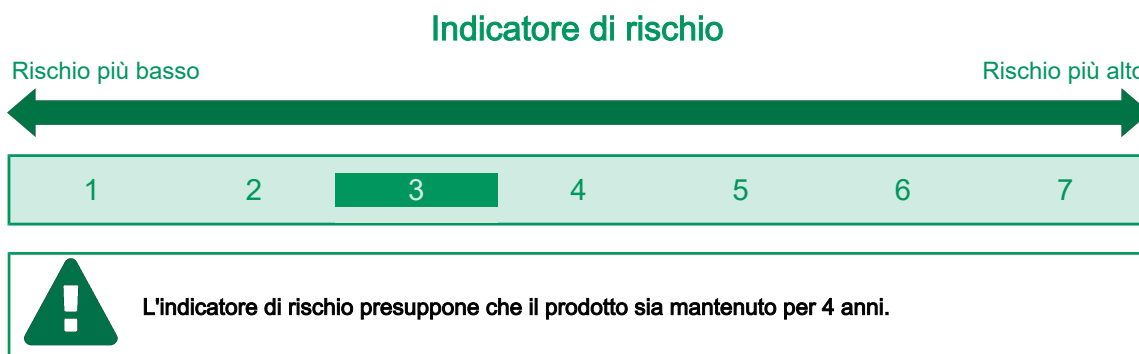 Indicatore di rischio
Rischio più basso Rischio più alto
1 2 3 4 5 6 7
L'indicatore di rischio presuppone che il prodotto sia mantenuto per 4 anni.